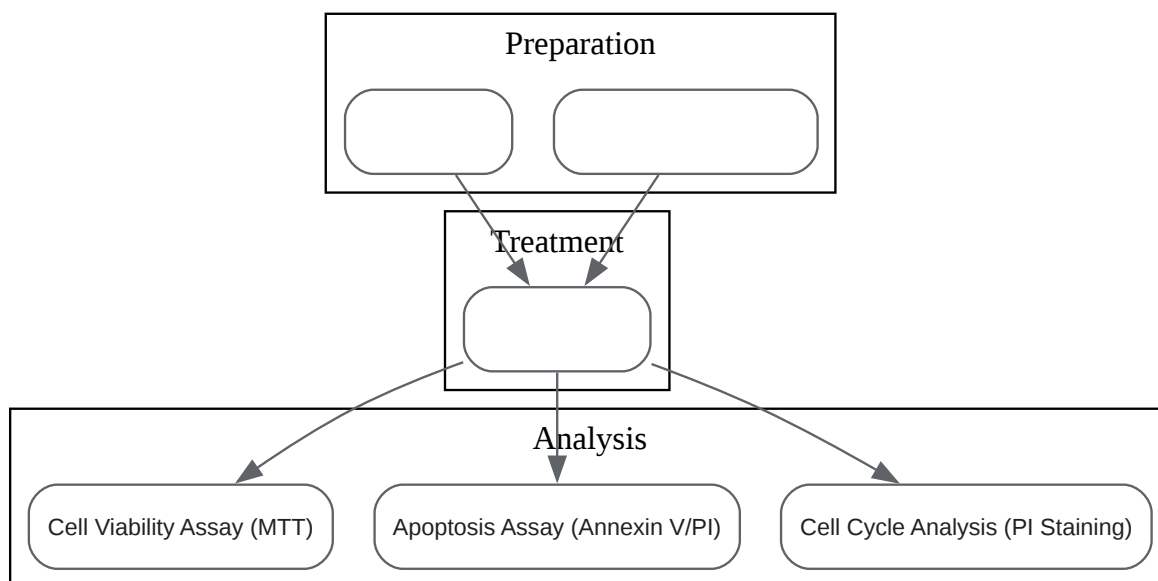 Preparation
Treatment
Analysis
Cell Viability Assay (MTT)
Apoptosis Assay (Annexin V/PI)
Cell Cycle Analysis (PI Staining)